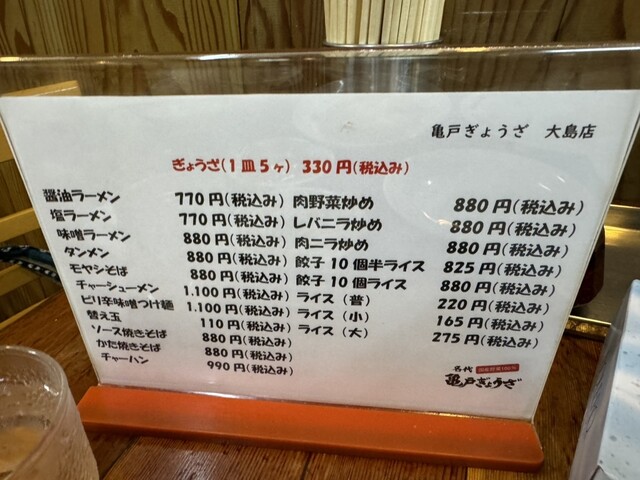 亀戸ぎょうざ　大島店
ぎょうざ(1皿5ヶ) 330円(税込み)
醤油ラーメン 770円(税込み) 肉野菜炒め 880円(税込み)
塩ラーメン 770円(税込み) レバニラ炒め 880円(税込み)
味噌ラーメン 880円(税込み) 肉ニラ炒め 880円(税込み)
タンメン 880円(税込み) 餃子10個半ライス 825円(税込み)
モヤシそば 880円(税込み) 餃子10個ライス 880円(税込み)
チャーシューメン 1,100円(税込み) ライス（普） 220円(税込み)
ピリ辛味噌つけ麺 1,100円(税込み) ライス（小） 165円(税込み)
替え玉 110円(税込み) ライス（大） 275円(税込み)
ソース焼きそば 880円(税込み)
かた焼きそば 880円(税込み)
チャーハン 990円(税込み)
名代
亀戸ぎょうざ